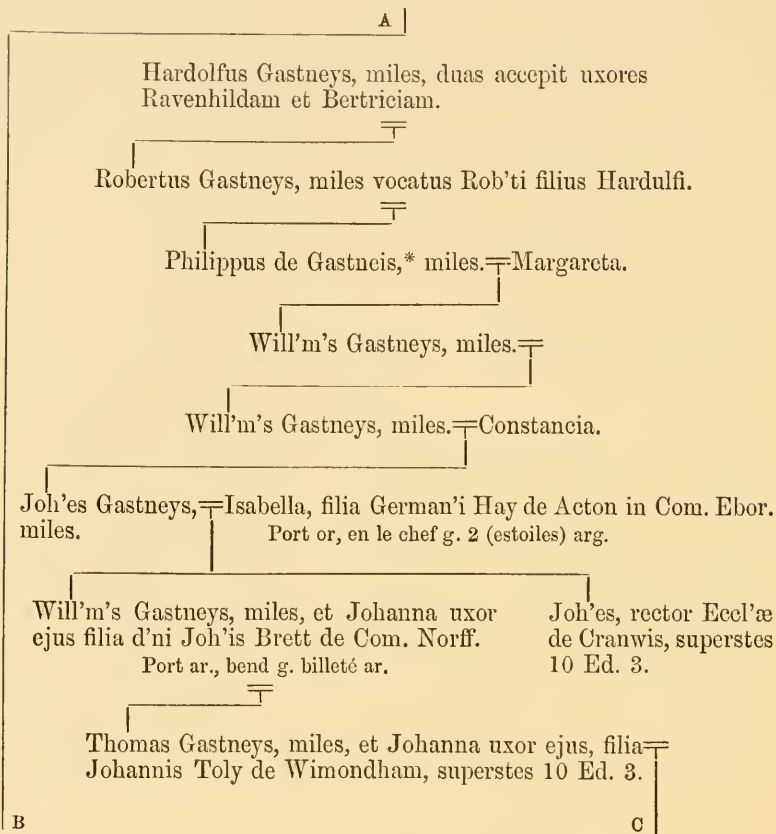 A
Hardolfus Gastneys, miles, duas accepit uxores
Ravenhildam et Bertriciam.
Robertus Gastneys, miles vocatus Rob'ti filius Hardulfi.
Philippus de Gastneis,* miles.=Margareta.
Will'm's Gastneys, miles.=
Will'm's Gastneys, miles.=Constancia.
Joh'es Gastneys,=Isabella, filia German'i Hay de Acton in Com. Ebor.
miles. Port or, en le chef g. 2 (estoiles) arg.
Will'm's Gastneys, miles, et Johanna uxor
ejus filia d'ni Joh'is Brett de Com. Norff.
Port ar., bend g. billeté ar.
Joh'es, rector Eccl'æ
de Cranwis, superstes
10 Ed. 3.
Thomas Gastneys, miles, et Johanna uxor ejus, filia=
Johannis Toly de Wimondham, superstes 10 Ed. 3.
B C